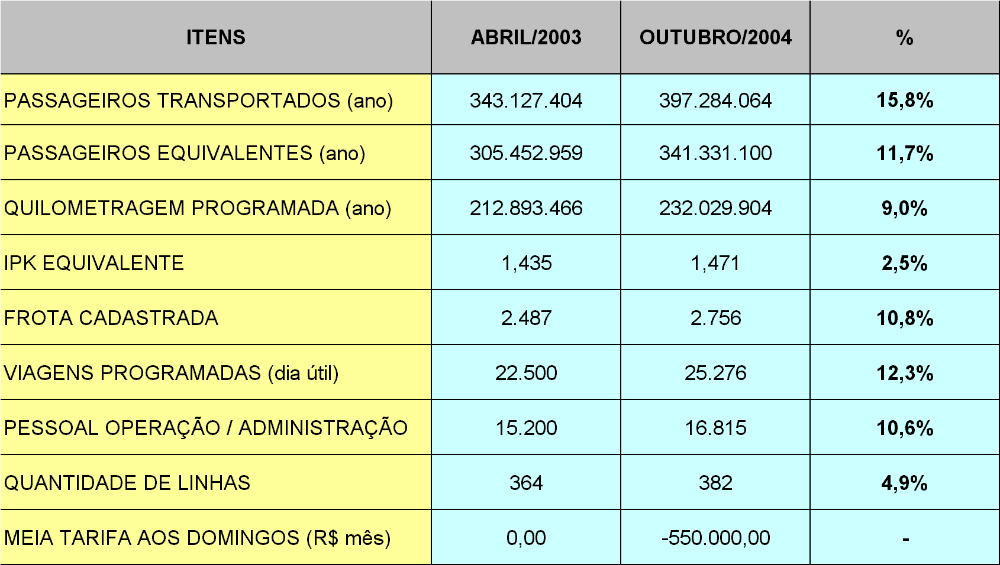 ITENS ABRIL/2003 OUTUBRO/2004 %
PASSAGEIROS TRANSPORTADOS (ano) 343.127.404 397.284.064 15,8%
PASSAGEIROS EQUIVALENTES (ano) 305.452.959 341.331.100 11,7%
QUILOMETRAGEM PROGRAMADA (ano) 212.893.466 232.029.904 9,0%
IPK EQUIVALENTE 1,435 1,471 2,5%
FROTA CADASTRADA 2.487 2.756 10,8%
VIAGENS PROGRAMADAS (dia útil) 22.500 25.276 12,3%
PESSOAL OPERAÇÃO / ADMINISTRAÇÃO 15.200 16.815 10,6%
QUANTIDADE DE LINHAS 364 382 4,9%
MEIA TARIFA AOS DOMINGOS (R$ mês) 0,00 -550.000,00 -